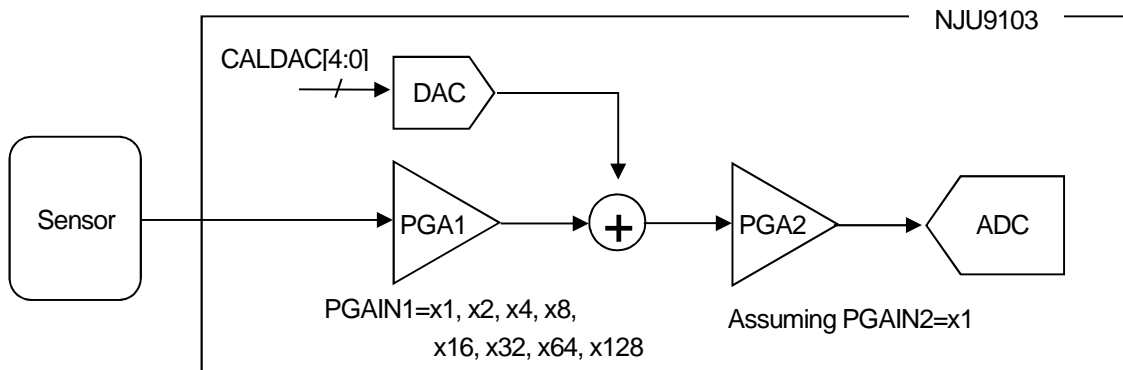 NJU9103
CALDAC[4:0]
DAC
Sensor
PGA1
+
PGA2
ADC
PGAIN1=x1, x2, x4, x8,
x16, x32, x64, x128
Assuming PGAIN2=x1